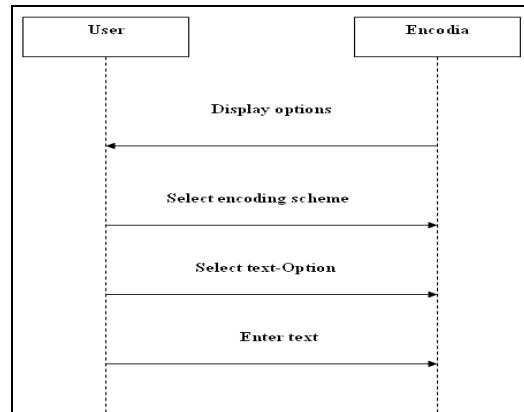 User
Encodia
Display options
Select encoding scheme
Select text-Option
Enter text